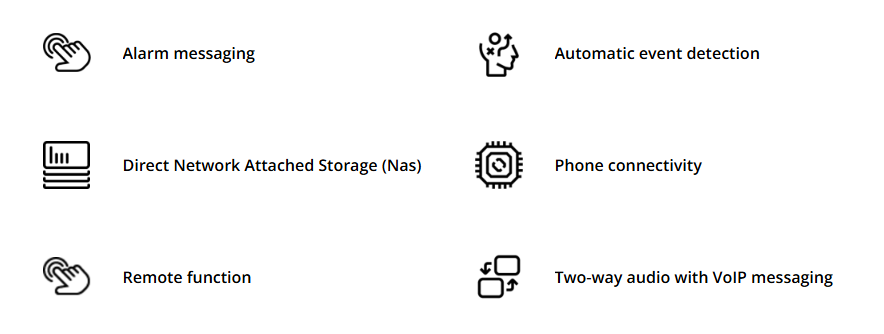 Alarm messaging
Automatic event detection
Direct Network Attached Storage (Nas)
Phone connectivity
Remote function
Two-way audio with VoIP messaging